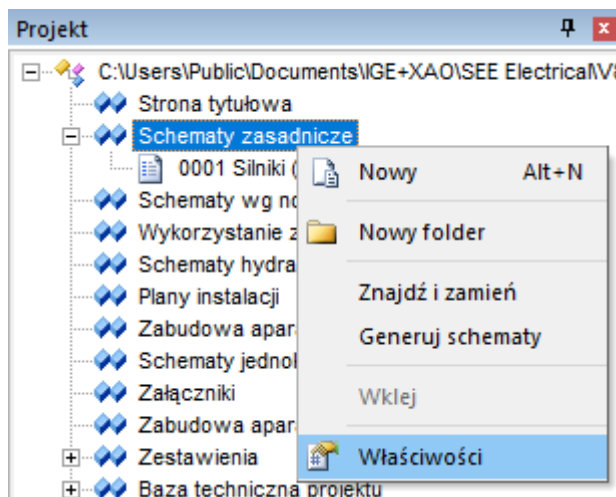 Projekt
C:\Users\Public\Documents\IGE+XAO\SEE Electrical\V8
Strona tytułowa
Schematy zasadnicze
0001 Silniki (
Schematy wg no
Wykorzystanie z
Schematy hydra
Plany instalacji
Zabudowa apar
Schematy jednok
Załączniki
Zabudowa apar
Zestawienia
Baza techniczna projektu
Nowy Alt+N
Nowy folder
Znajdź i zamień
Generuj schematy
Wklej
Właściwości